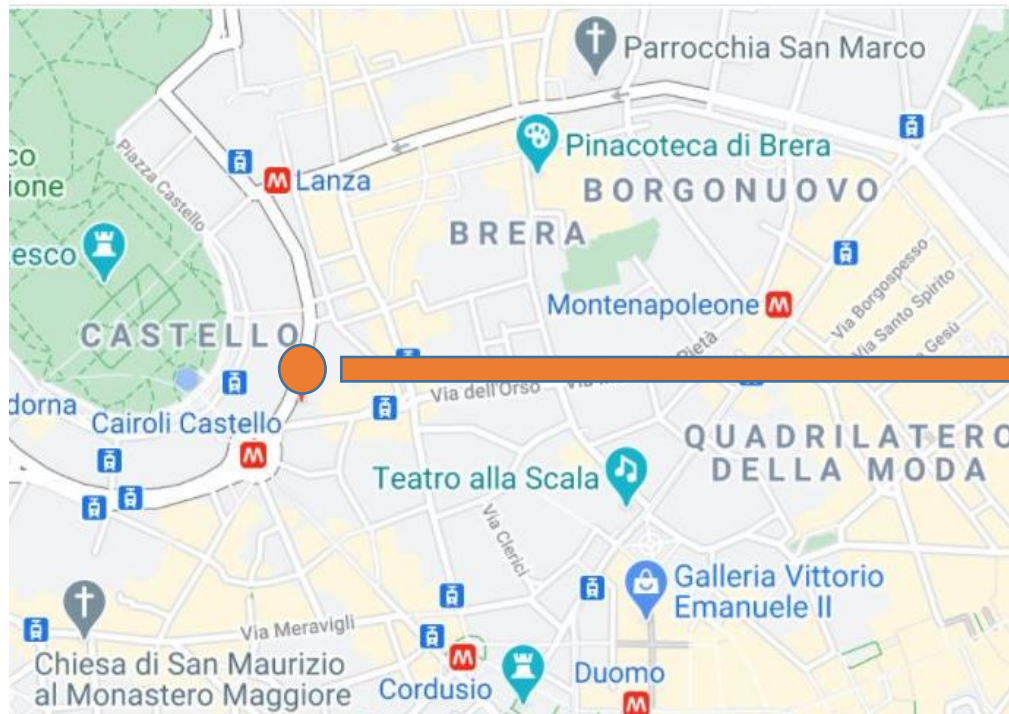 Parrocchia San Marco
Pinacoteca di Brera
Piazza Castello
Lanza
BORGONUOVO
co
ione
BRERA
esco
Via Borgospesso
Montenapoleone
Via Santo Spirito
CASTELLO
Gesù
Pietà
Via dell'Orso
dorna
Cairoli Castello
QUADRILATERO
DELLA MODA
Teatro alla Scala
Via Clerici
Galleria Vittorio
Emanuele II
Via Meravigli
Chiesa di San Maurizio
al Monastero Maggiore
Cordusio
Duomo